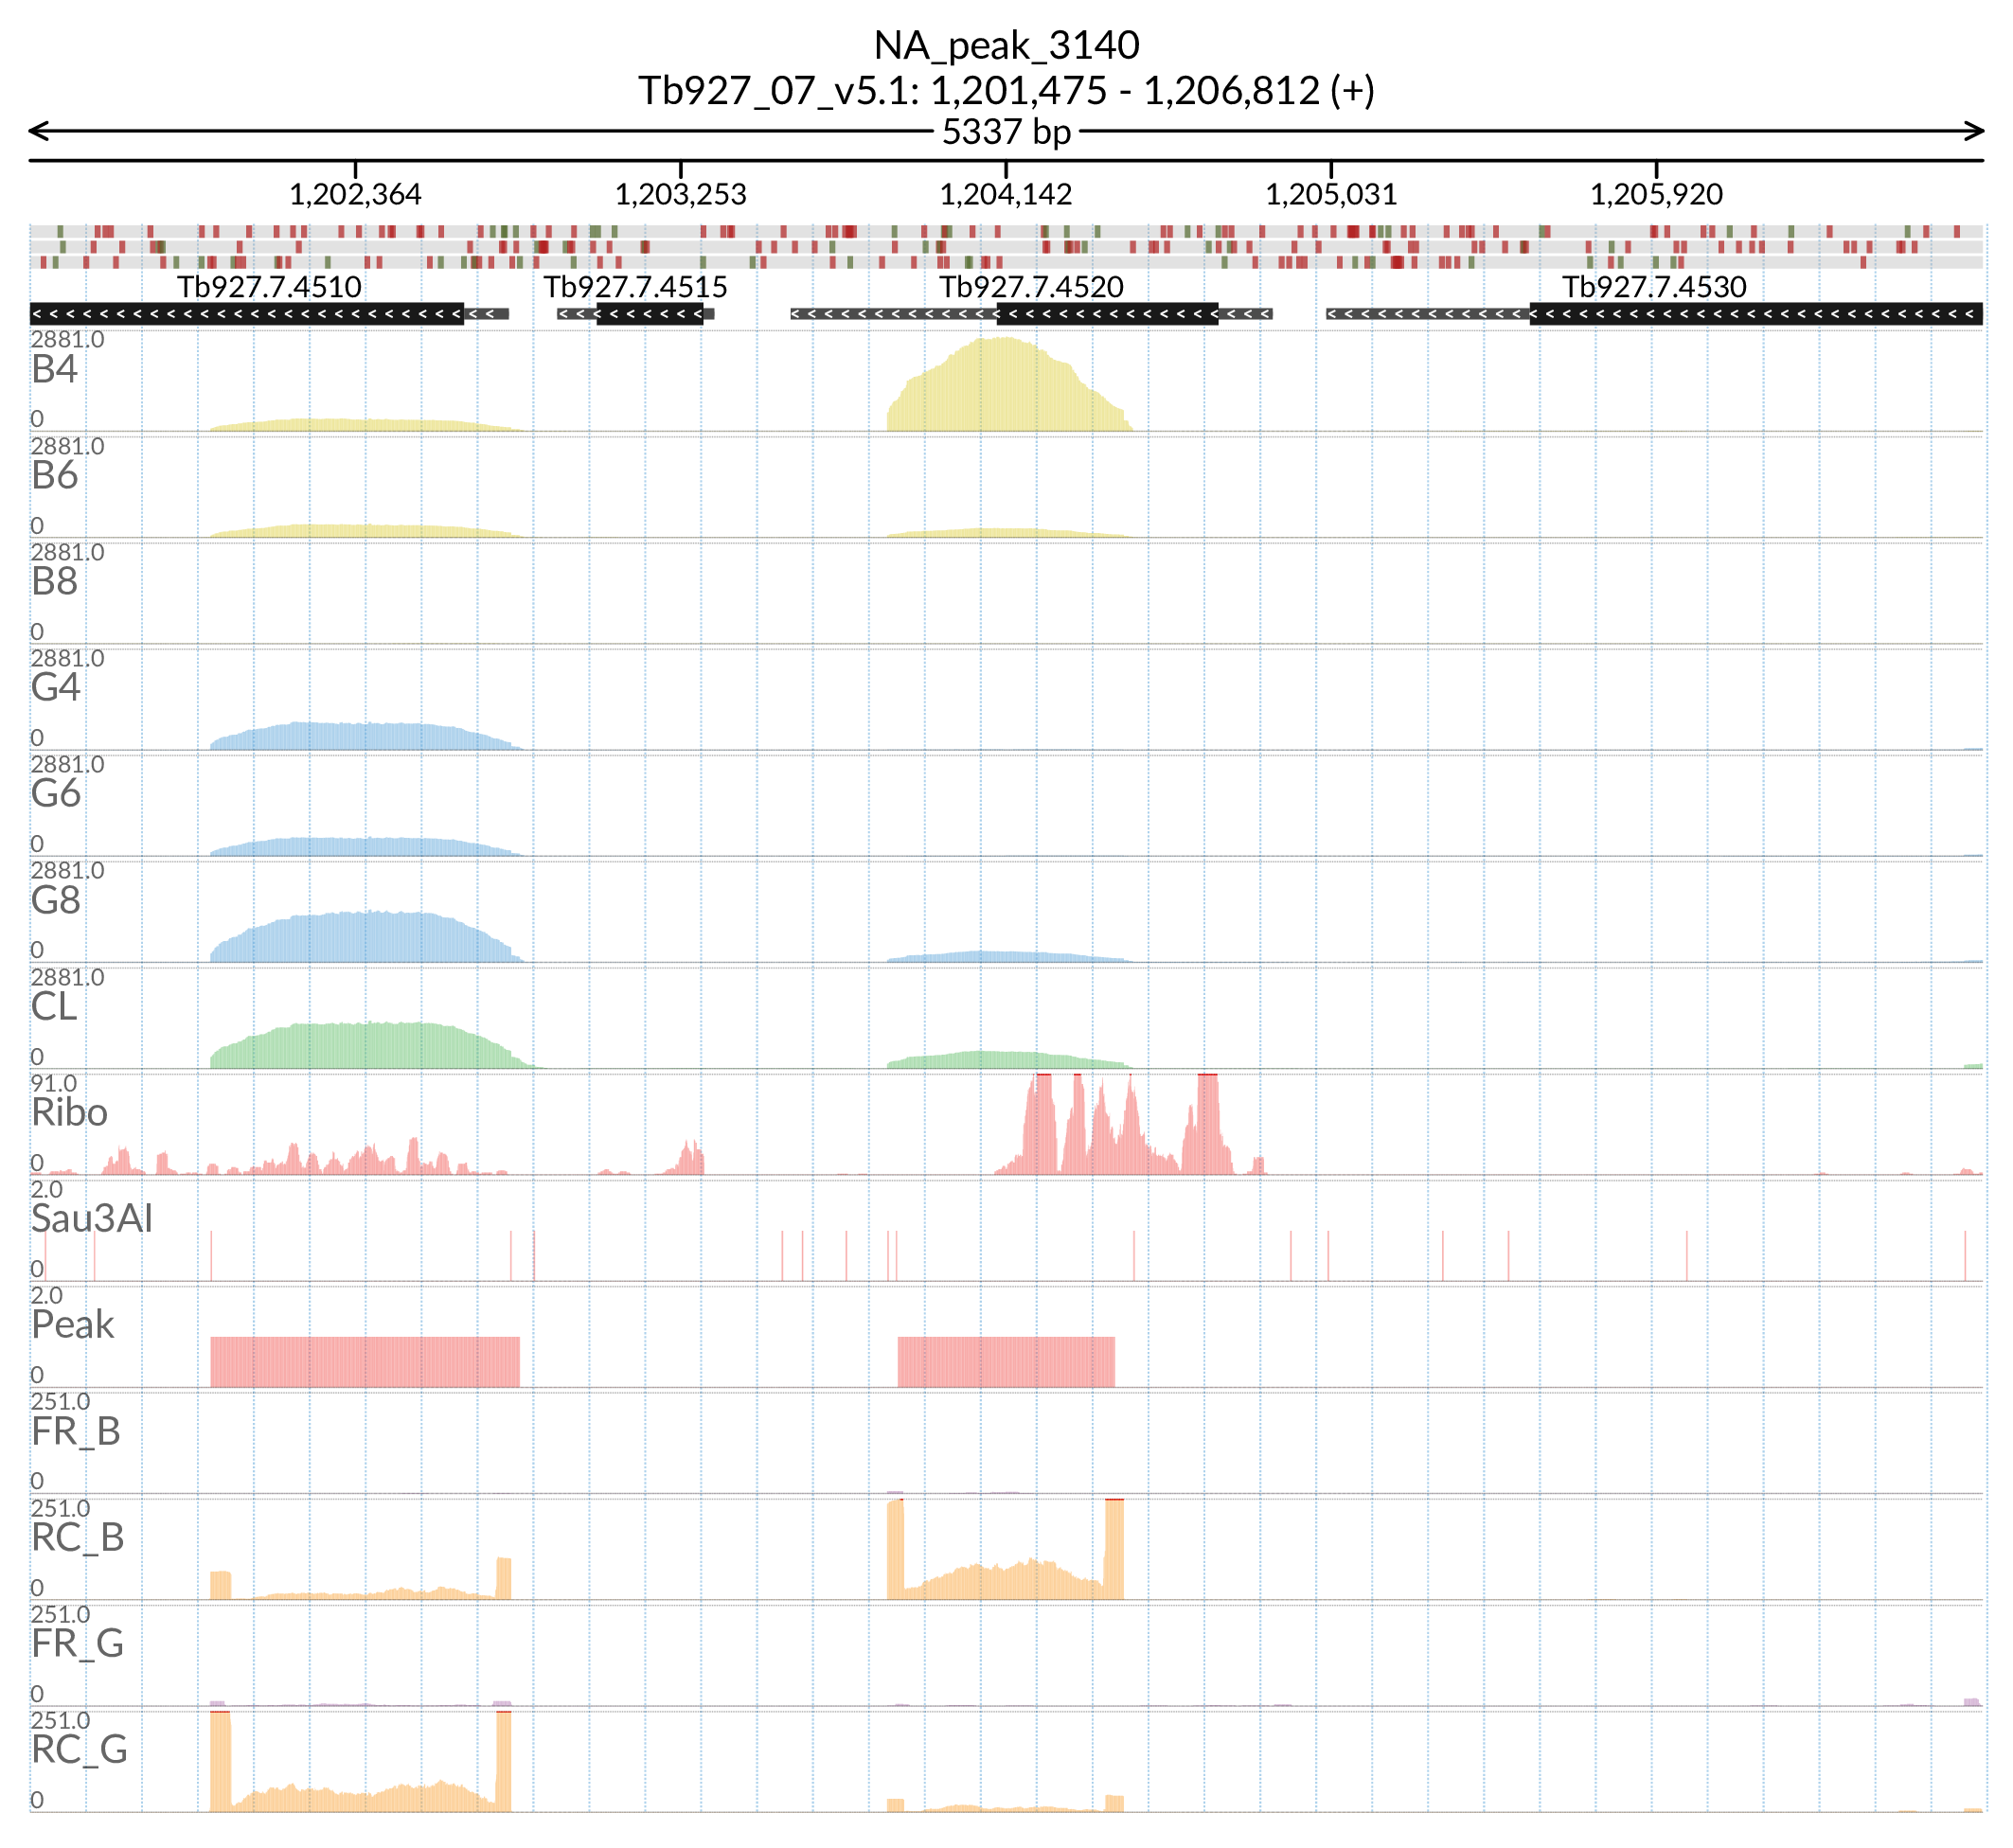 NA_peak_3140
Tb927_07_v5.1: 1,201,475 - 1,206,812 (+)
5337 bp
1,202,364 1,203,253 1,204,142 1,205,031 1,205,920
Tb927.7.4510 Tb927.7.4515 Tb927.7.4520 Tb927.7.4530
2881.0
B4
0
2881.0
B6
0
2881.0
B8
0
2881.0
G4
0
2881.0
G6
0
2881.0
G8
0
2881.0
CL
0
91.0
Ribo
0
2.0
Sau3AI
0
2.0
Peak
0
251.0
FR_B
0
251.0
RC_B
0
251.0
FR_G
0
251.0
RC_G
0